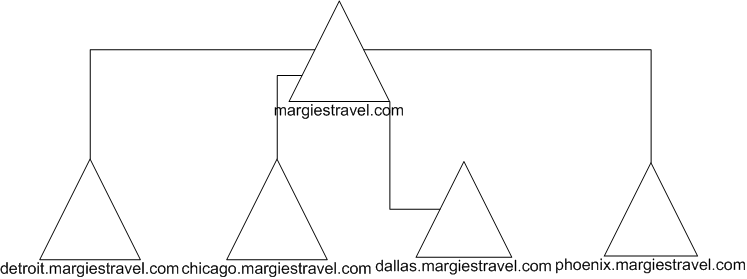 margiestravel.com
detroit.margiestravel.com
chicago.margiestravel.com
dallas.margiestravel.com
phoenix.margiestravel.com